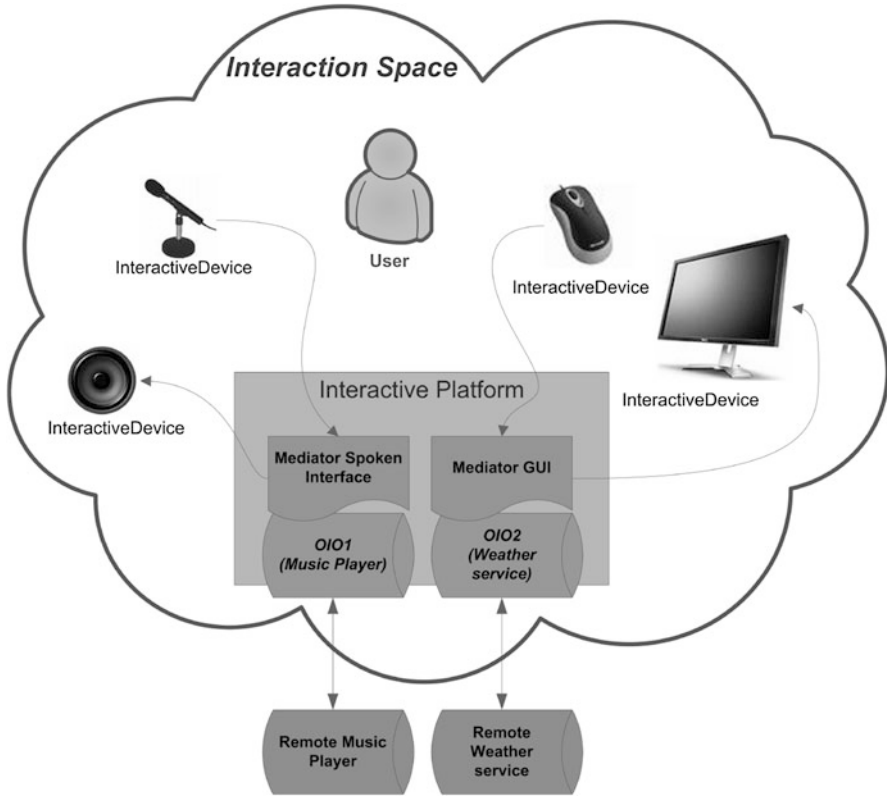 Interaction Space
User
InteractiveDevice
InteractiveDevice
InteractiveDevice
InteractiveDevice
Interactive Platform
Mediator Spoken
Interface
Mediator GUI
OIO1
(Music Player)
OIO2
(Weather
service)
Remote Music
Player
Remote
Weather
service